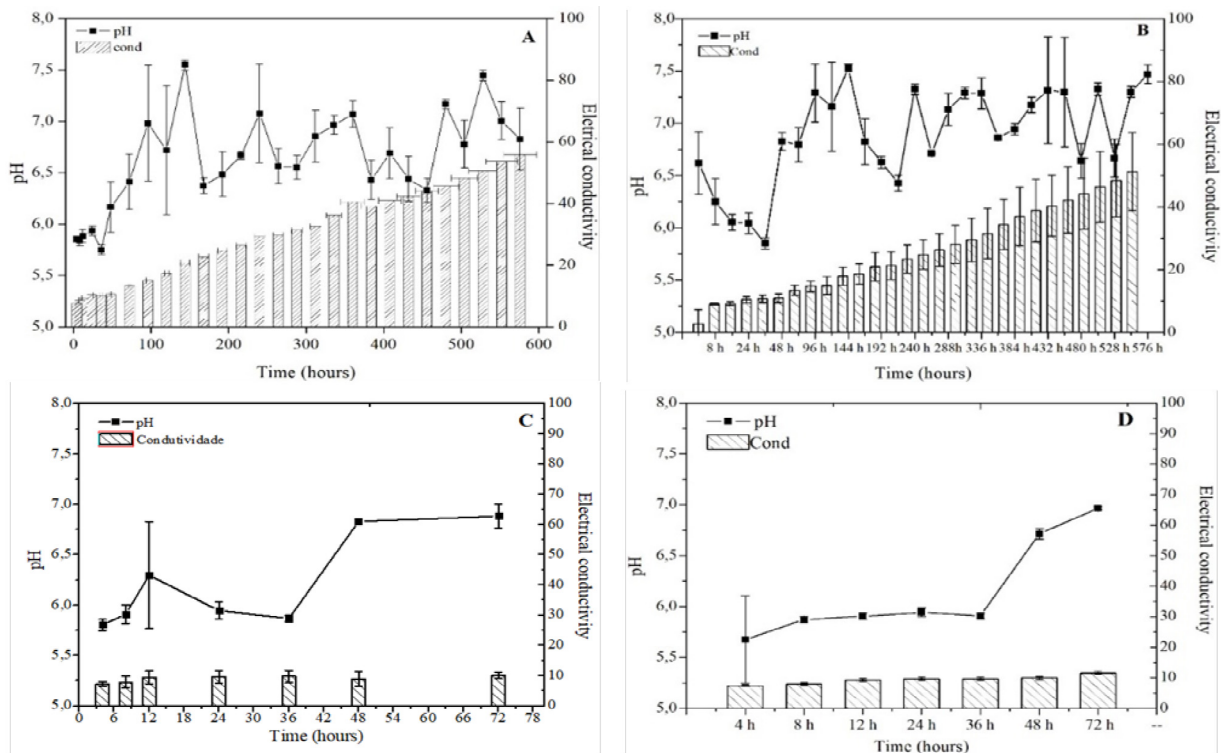 A
pH
cond
8,0
7,5
7,0
6,5
6,0
5,5
5,0
pH
100
80
60
40
20
0
Electrical conductivity
0 100 200 300 400 500 600
Time (hours)
B
pH
Cond
8,0
7,5
7,0
6,5
6,0
5,5
5,0
pH
100
80
60
40
20
0
Electrical conductivity
8 h 24 h 48 h 96 h 144 h 192 h 240 h 288h 336 h 384 h 432 h 480 h 528 h 576 h
Time (hours)
C
pH
Condutividade
8,0
7,5
7,0
6,5
6,0
5,5
5,0
pH
100
90
80
70
60
50
40
30
20
10
0
Electrical conductivity
0 6 12 18 24 30 36 42 48 54 60 66 72 78
Time (hours)
D
pH
Cond
8,0
7,5
7,0
6,5
6,0
5,5
5,0
pH
100
90
80
70
60
50
40
30
20
10
0
Electrical conductivity
4 h 8 h 12 h 24 h 36 h 48 h 72 h --
Time (hours)